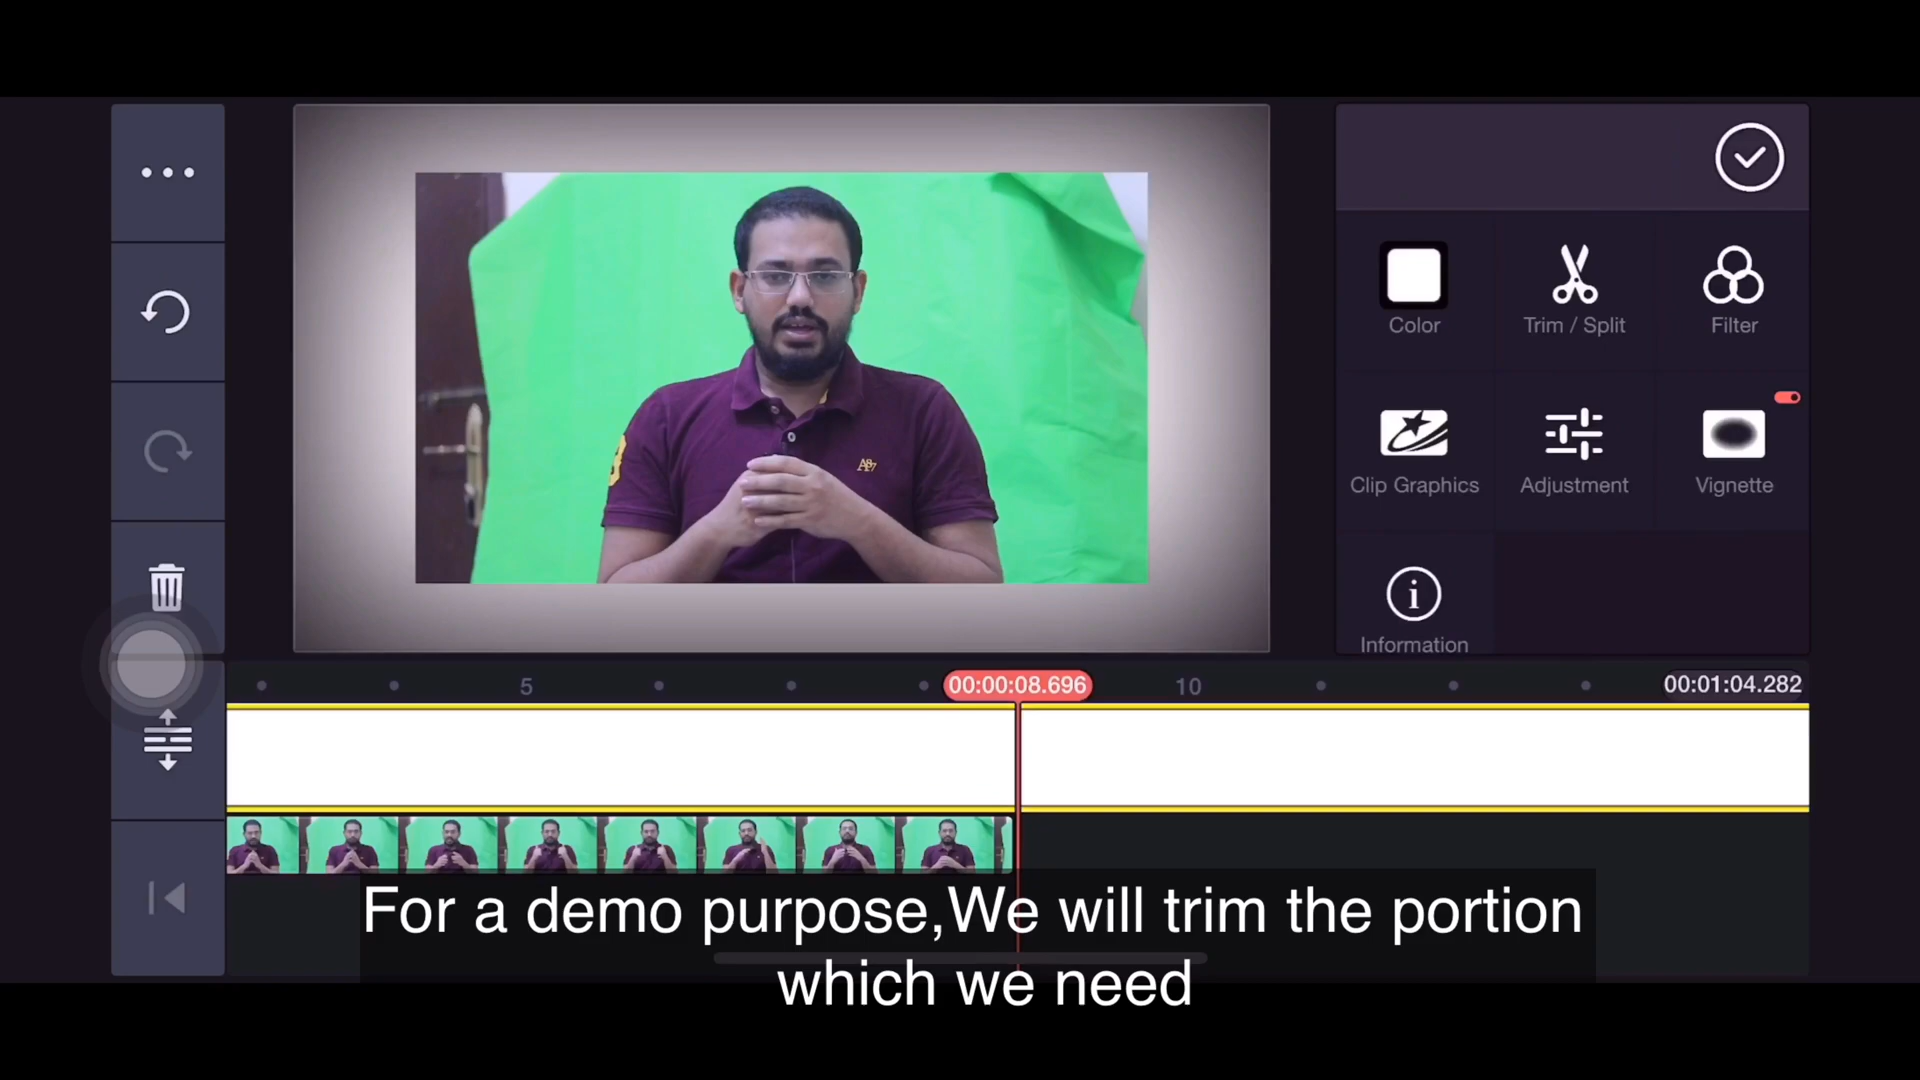 Color
Trim / Split
Filter
Clip Graphics
Adjustment
Vignette
Information
5
00:00:08.696
10
00:01:04.282
For a demo purpose,We will trim the portion
which we need